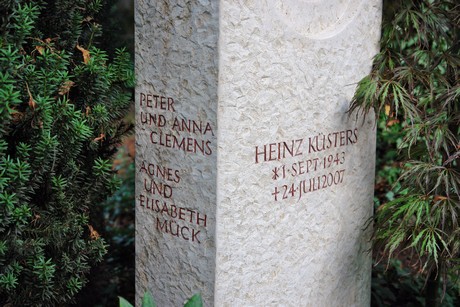 PETER
UND ANNA
CLEMENS
AGNES
UND
ELISABETH
MÜCK
HEINZ KÜSTERS
*1·SEPT·1943
+24·JULI·2007